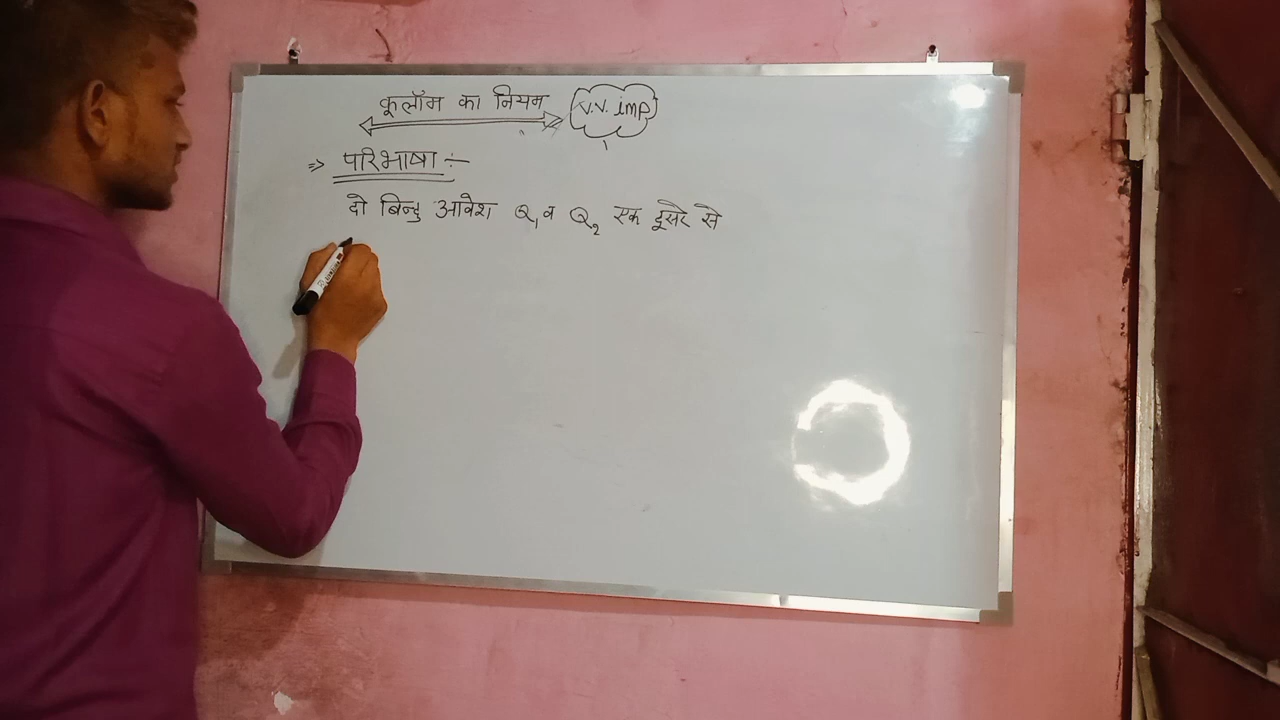 कूलॉम का नियम V.V. imp
⇒ परिभाषा :-
दो बिन्दु आवेश Q₁ व Q₂ एक दूसरे से